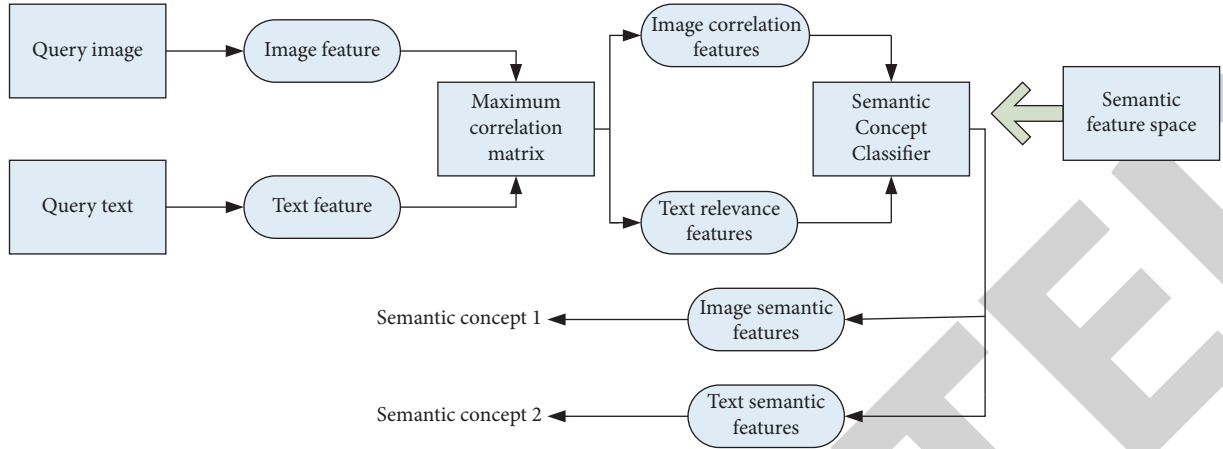 Query image
Image feature
Image correlation
features
Maximum
correlation
matrix
Semantic
Concept
Classifier
Semantic
feature space
Query text
Text feature
Text relevance
features
Semantic concept 1
Image semantic
features
Semantic concept 2
Text semantic
features